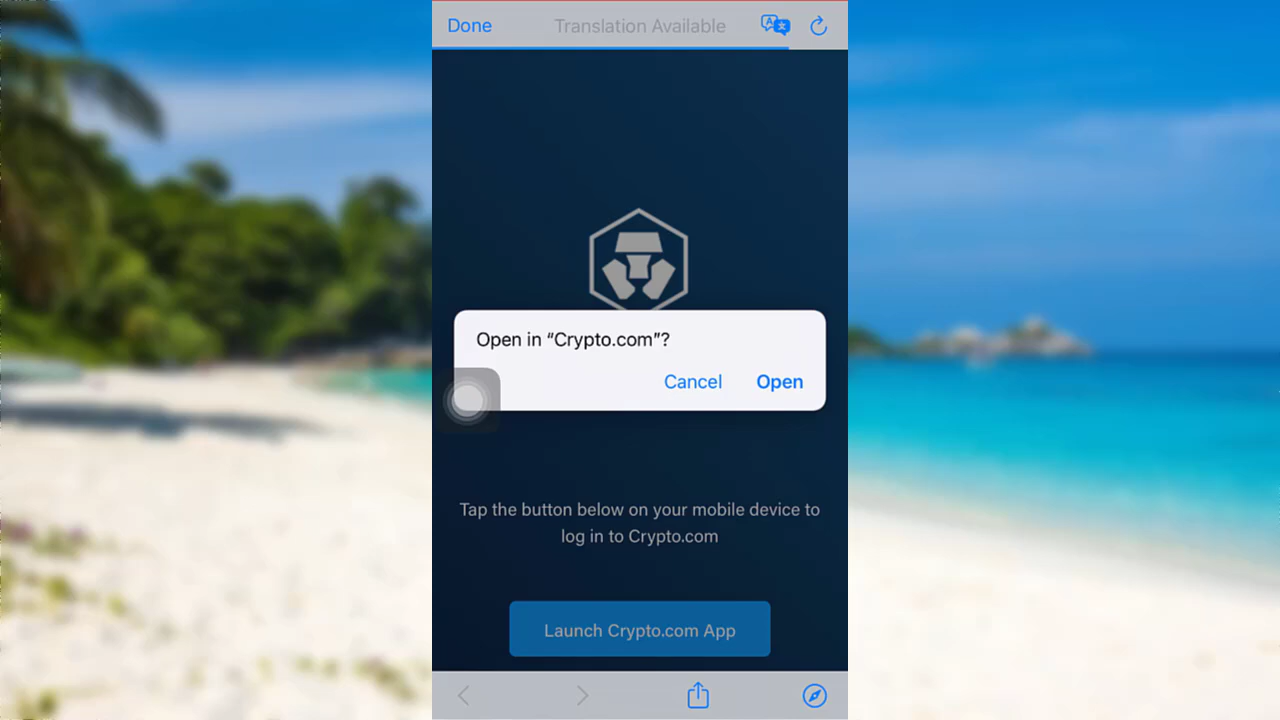 Done
Translation Available
Open in “Crypto.com”?
Cancel
Open
Tap the button below on your mobile device to
log in to Crypto.com
Launch Crypto.com App